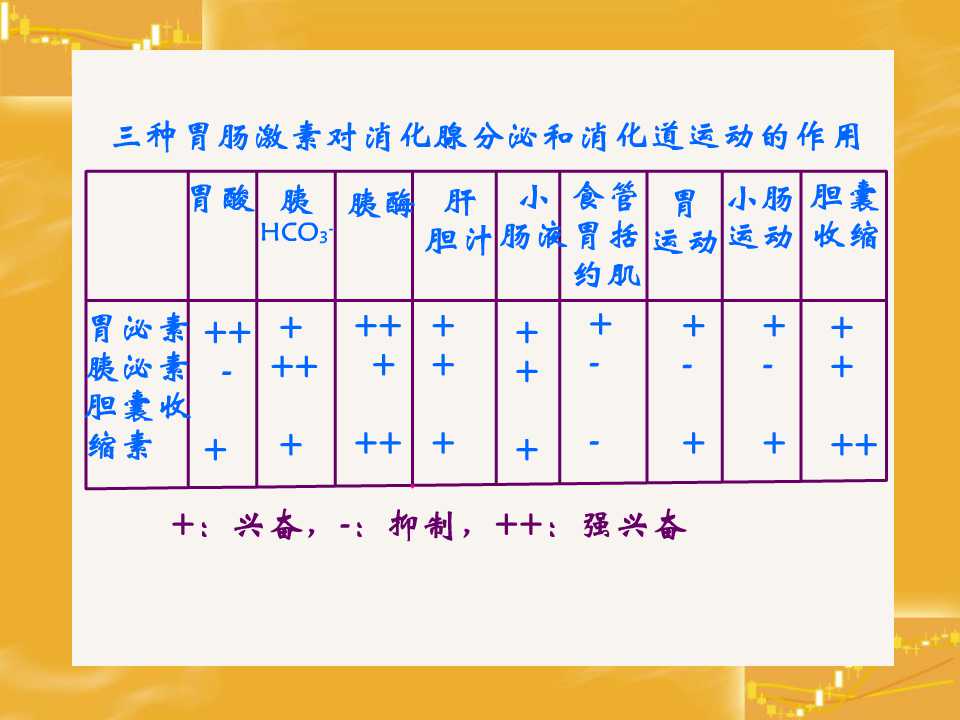 三种胃肠激素对消化腺分泌和消化道运动的作用
胃酸 胰 HCO₃⁻ 胰酶 肝胆汁 小肠液 食管胃括约肌 胃运动 小肠运动 胆囊收缩
胃泌素 ++ + ++ + + + + + +
胰泌素 - ++ + + + - - - +
胆囊收
缩素 + + ++ + + - + + ++
+：兴奋，-：抑制，++：强兴奋